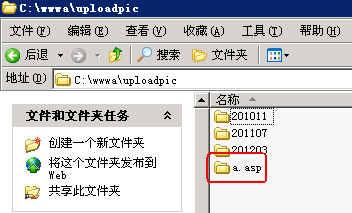 C:\wwwa\uploadpic
文件(F) 编辑(E) 查看(V) 收藏(A) 工具(T) 帮助(H)
后退 搜索 文件夹
地址(D) C:\wwwa\uploadpic
文件和文件夹任务
创建一个新文件夹
将这个文件夹发布到
Web
共享此文件夹
名称
201011
201107
201203
a.asp